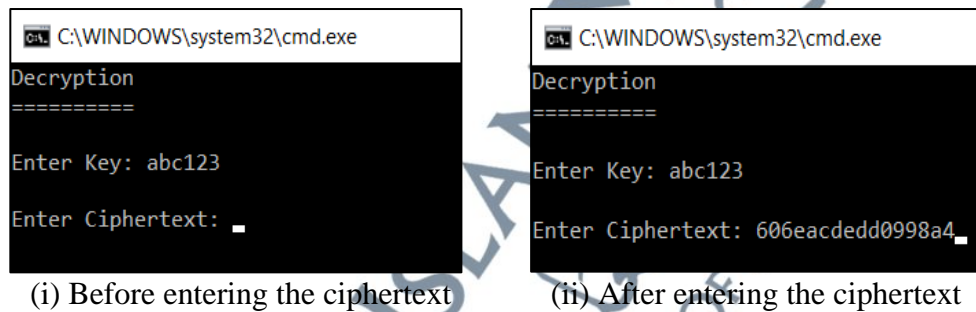 C:\WINDOWS\system32\cmd.exe
Decryption
==========
Enter Key: abc123
Enter Ciphertext:
(i) Before entering the ciphertext
C:\WINDOWS\system32\cmd.exe
Decryption
==========
Enter Key: abc123
Enter Ciphertext: 606eacdedd0998a4
(ii) After entering the ciphertext